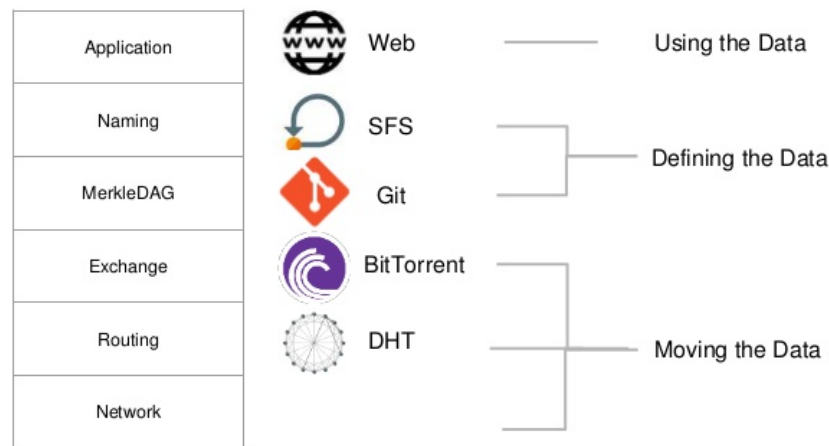 Application
www
Web
Using the Data
Naming
SFS
Defining the Data
MerkleDAG
Git
Exchange
BitTorrent
Routing
DHT
Moving the Data
Network